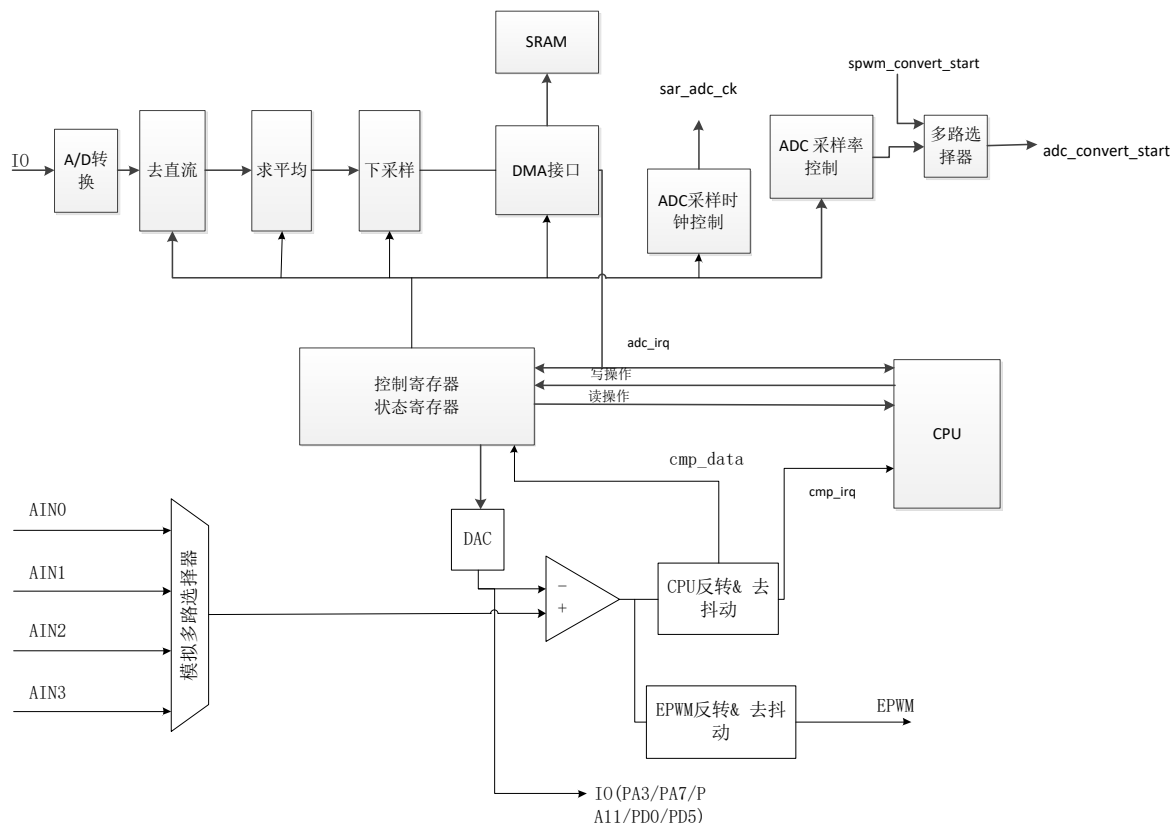 SRAM
spwm_convert_start
sar_adc_ck
IO
A/D转
换
去直流
求平均
下采样
DMA接口
ADC采样时
钟控制
ADC 采样率
控制
多路选
择器
adc_convert_start
adc_irq
控制寄存器
状态寄存器
写操作
读操作
CPU
cmp_data
cmp_irq
AIN0
AIN1
AIN2
AIN3
模拟多路选择器
DAC
−
+
CPU反转& 去
抖动
EPWM反转& 去抖
动
EPWM
IO(PA3/PA7/P
A11/PD0/PD5)